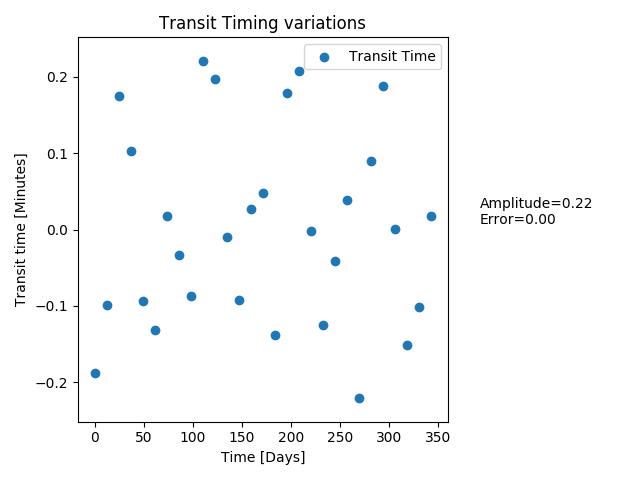 Transit Timing variations
Transit Time
0.2
0.1
0.0
−0.1
−0.2
Transit time [Minutes]
0
50
100
150
200
250
300
350
Time [Days]
Amplitude=0.22
Error=0.00